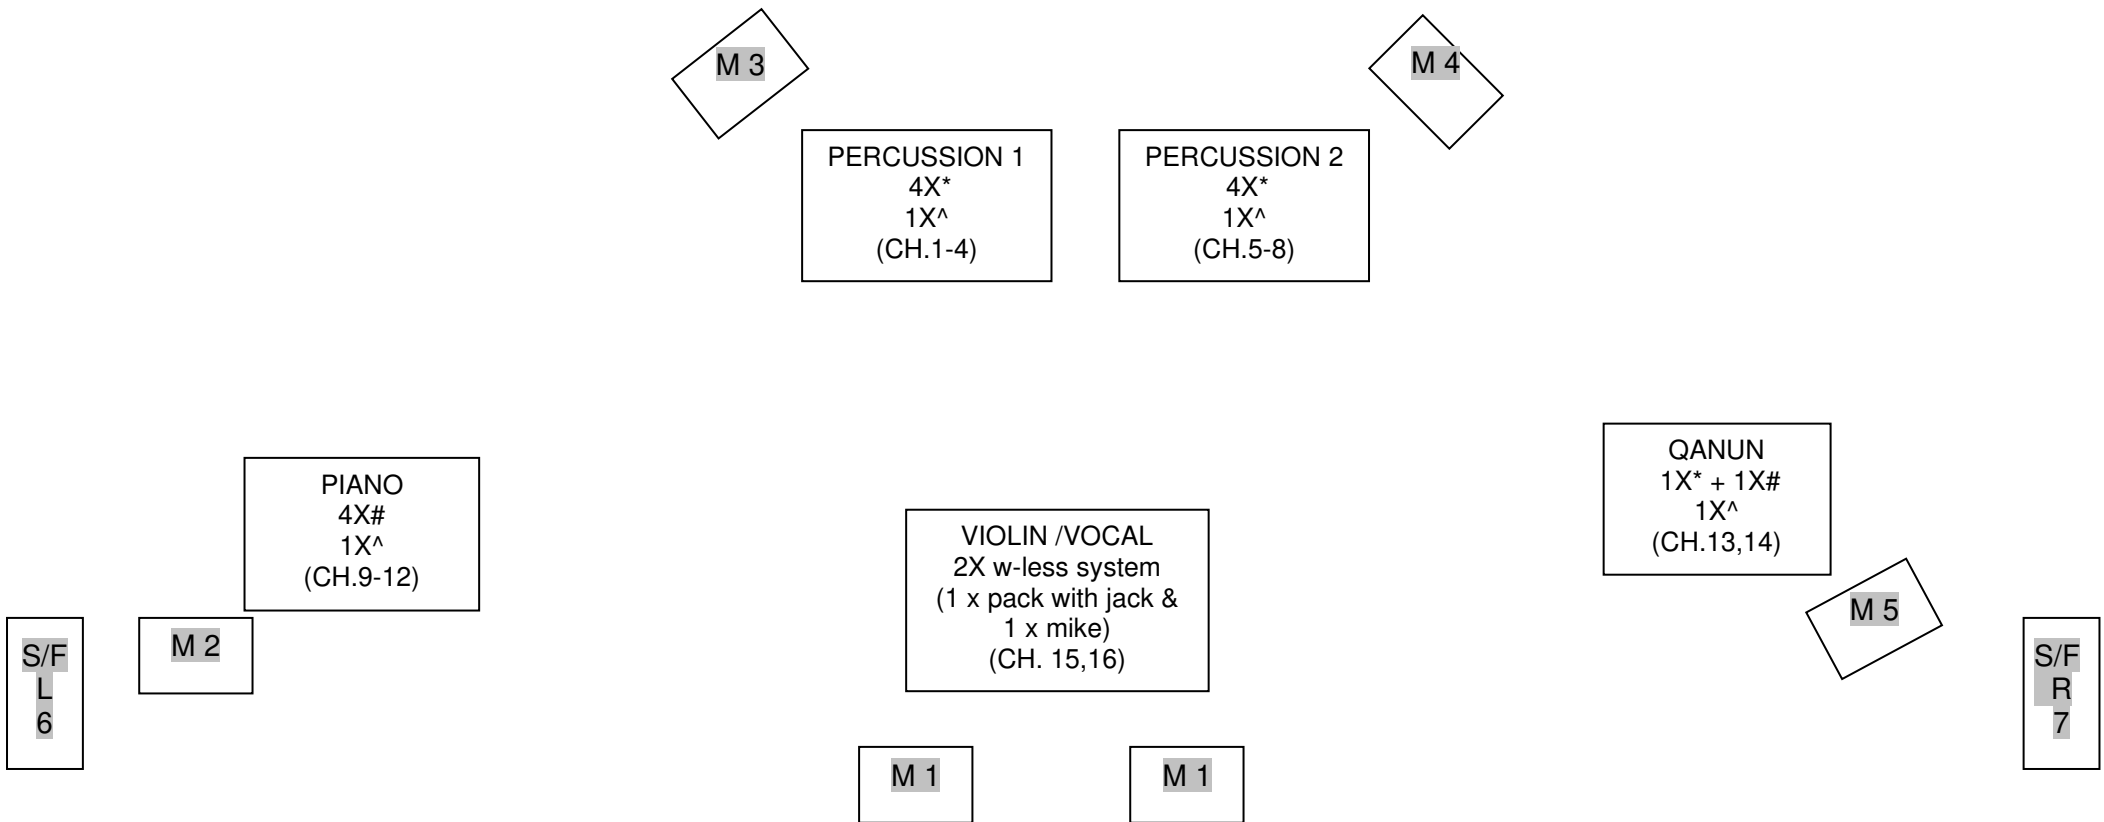 M 3
M 4
PERCUSSION 1
4X*
1X^
(CH.1-4)
PERCUSSION 2
4X*
1X^
(CH.5-8)
PIANO
4X#
1X^
(CH.9-12)
VIOLIN /VOCAL
2X w-less system
(1 x pack with jack &
1 x mike)
(CH. 15,16)
QANUN
1X* + 1X#
1X^
(CH.13,14)
S/F
L
6
M 2
M 5
S/F
R
7
M 1
M 1